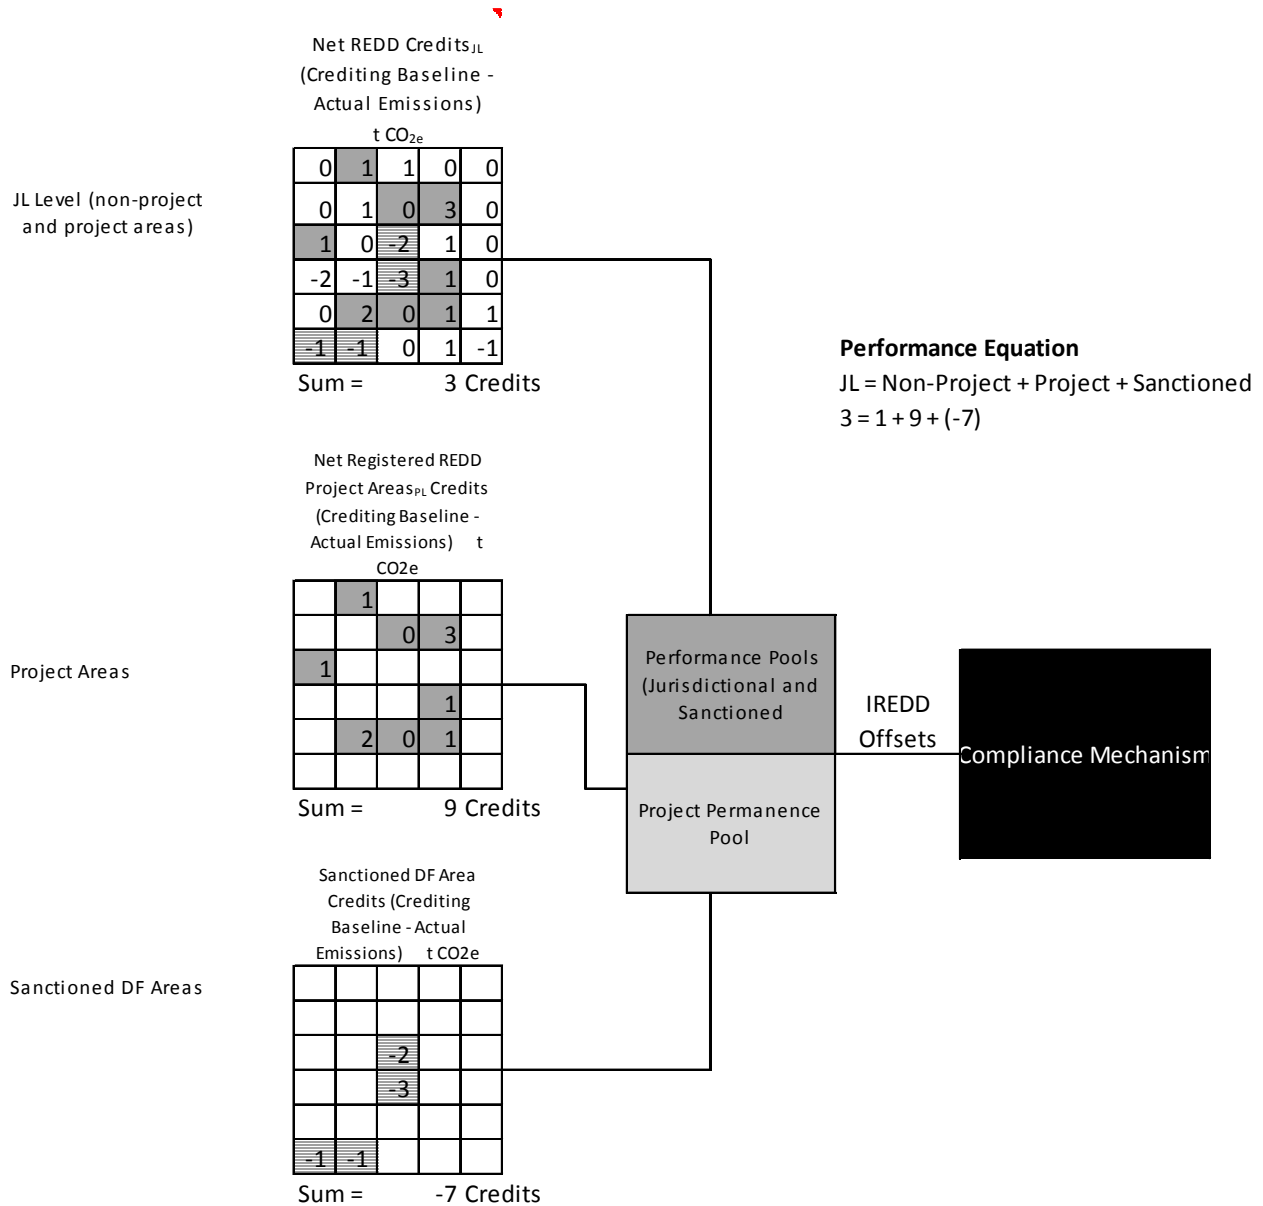 Net REDD Credits JL
(Crediting Baseline -
Actual Emissions)
t CO2e
0 1 1 0 0
0 1 0 3 0
1 0 -2 1 0
-2 -1 -3 1 0
0 2 0 1 1
-1 -1 0 1 -1
Sum = 3 Credits
JL Level (non-project
and project areas)
Performance Equation
JL = Non-Project + Project + Sanctioned
3 = 1 + 9 + (-7)
Net Registered REDD
Project Areas PL Credits
(Crediting Baseline -
Actual Emissions) t
CO2e
1
0 3
1
1
2 0 1
Sum = 9 Credits
Project Areas
Performance Pools
(Jurisdictional and
Sanctioned
Project Permanence
Pool
IREDD
Offsets
Compliance Mechanism
Sanctioned DF Area
Credits (Crediting
Baseline - Actual
Emissions) t CO2e
-2
-3
-1 -1
Sum = -7 Credits
Sanctioned DF Areas